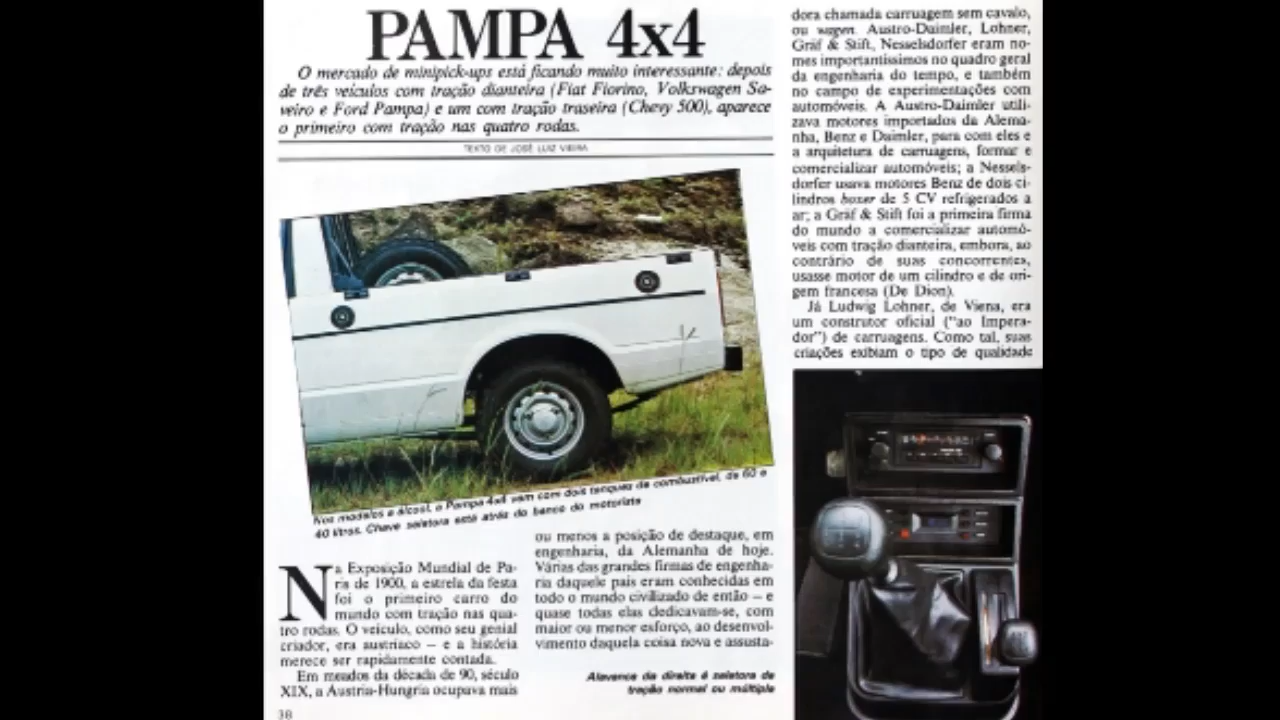 PAMPA 4x4
O mercado de minipick-ups está ficando muito interessante: depois
de três veículos com tração dianteira (Fiat Fiorino, Volkswagen Sa-
veiro e Ford Pampa) e um com tração traseira (Chevy 500), aparece
o primeiro com tração nas quatro rodas.
TEXTO DE JOSÉ LUIZ VIEIRA
Nos modelos a álcool, a Pampa 4x4 vem com dois tanques de combustível, de 60 e
40 litros. Chave seletora está atrás do banco do motorista
Na Exposição Mundial de Pa-
ris de 1900, a estrela da festa
foi o primeiro carro do
mundo com tração nas qua-
tro rodas. O veículo, como seu genial
criador, era austríaco – e a história
merece ser rapidamente contada.
Em meados da década de 90, século
XIX, a Austria-Hungria ocupava mais
38
ou menos a posição de destaque, em
engenharia, da Alemanha de hoje.
Várias das grandes firmas de engenha-
ria daquele país eram conhecidas em
todo o mundo civilizado de então – e
quase todas elas dedicavam-se, com
maior ou menor esforço, ao desenvol-
vimento daquela coisa nova e assusta-
Alavanca da direita é seletora de
tração normal ou múltipla
dora chamada carruagem sem cavalo,
ou wagen. Austro-Daimler, Lohner,
Gräf & Stift, Nesselsdorfer eram no-
mes importantíssimos no quadro geral
da engenharia do tempo, e também
no campo de experimentações com
automóveis. A Austro-Daimler utili-
zava motores importados da Alema-
nha, Benz e Daimler, para com eles e
a arquitetura de carruagens, formar e
comercializar automóveis; a Nessels-
dorfer usava motores Benz de dois ci-
lindros boxer de 5 CV refrigerados a
ar; a Gräf & Stift foi a primeira firma
do mundo a comercializar automó-
veis com tração dianteira, embora, ao
contrário de suas concorrentes,
usasse motor de um cilindro e de ori-
gem francesa (De Dion).
Já Ludwig Lohner, de Viena, era
um construtor oficial ("ao Impera-
dor") de carruagens. Como tal, suas
criações exibiam o tipo de qualidade